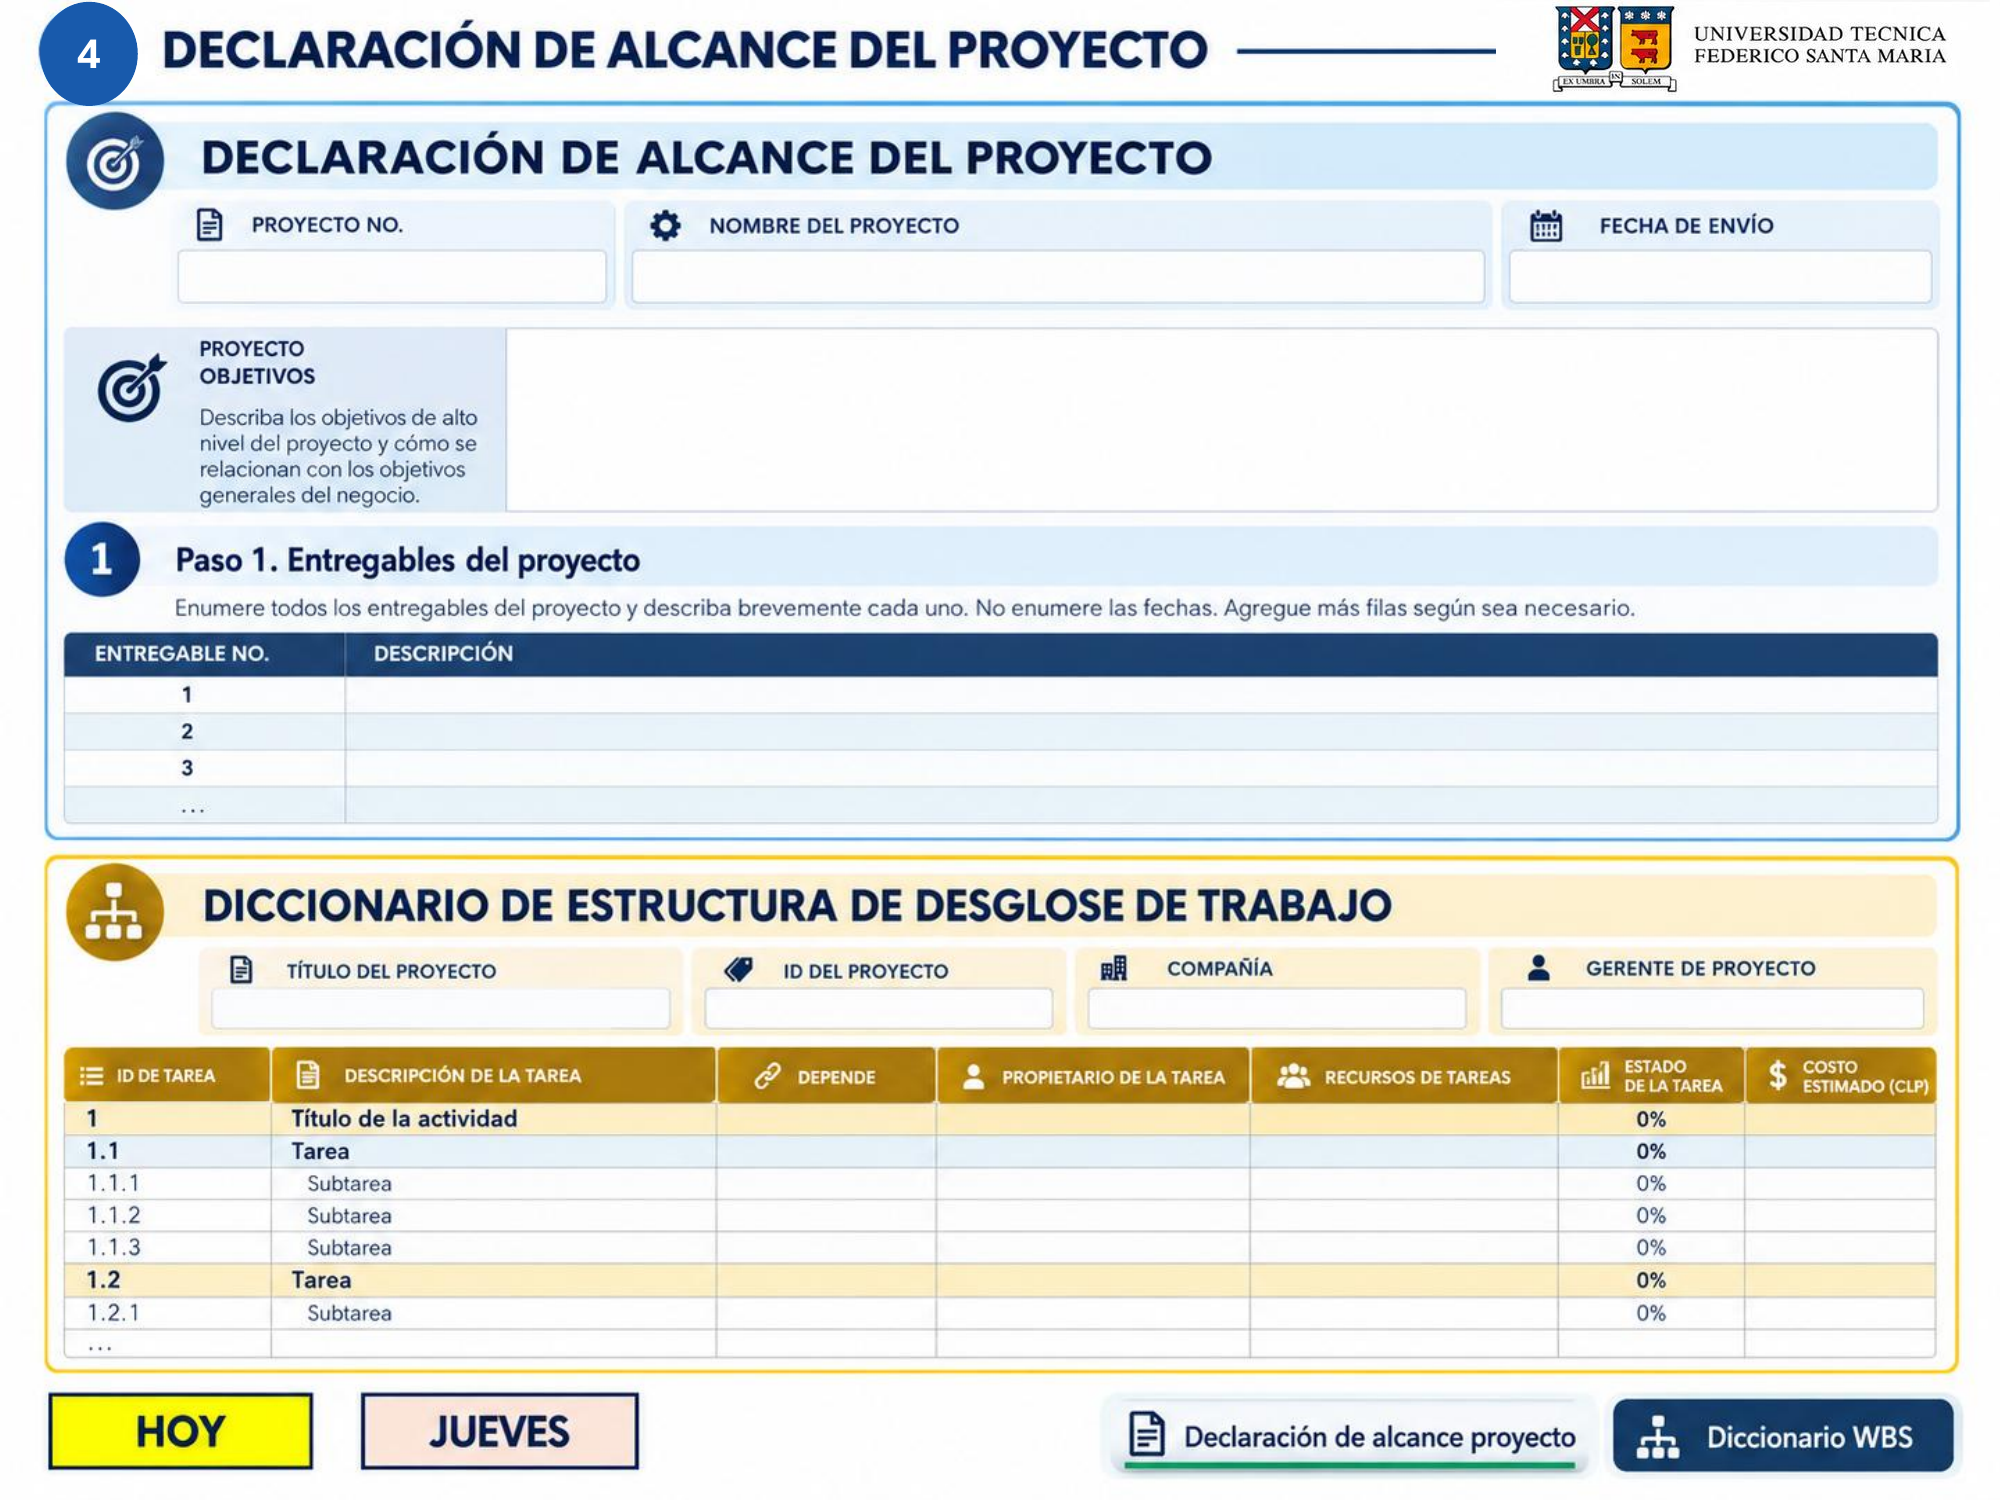 4
DECLARACIÓN DE ALCANCE DEL PROYECTO
EX UMBRA IN SOLEM
UNIVERSIDAD TECNICA
FEDERICO SANTA MARIA
DECLARACIÓN DE ALCANCE DEL PROYECTO
PROYECTO NO.
NOMBRE DEL PROYECTO
FECHA DE ENVÍO
PROYECTO
OBJETIVOS
Describa los objetivos de alto
nivel del proyecto y cómo se
relacionan con los objetivos
generales del negocio.
1
Paso 1. Entregables del proyecto
Enumere todos los entregables del proyecto y describa brevemente cada uno. No enumere las fechas. Agregue más filas según sea necesario.
ENTREGABLE NO. DESCRIPCIÓN
1
2
3
...
DICCIONARIO DE ESTRUCTURA DE DESGLOSE DE TRABAJO
TÍTULO DEL PROYECTO
ID DEL PROYECTO
COMPAÑÍA
GERENTE DE PROYECTO
ID DE TAREA
DESCRIPCIÓN DE LA TAREA
DEPENDE
PROPIETARIO DE LA TAREA
RECURSOS DE TAREAS
ESTADO
DE LA TAREA
COSTO
ESTIMADO (CLP)
1 Título de la actividad 0%
1.1 Tarea 0%
1.1.1 Subtarea 0%
1.1.2 Subtarea 0%
1.1.3 Subtarea 0%
1.2 Tarea 0%
1.2.1 Subtarea 0%
...
HOY
JUEVES
Declaración de alcance proyecto
Diccionario WBS